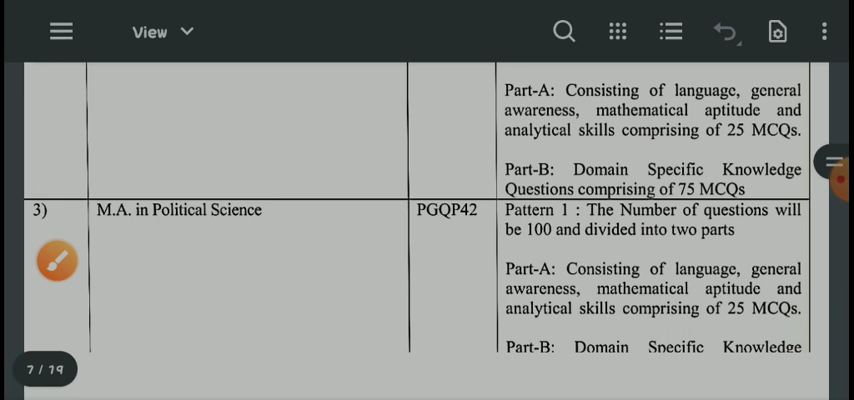 View
Part-A: Consisting of language, general
awareness, mathematical aptitude and
analytical skills comprising of 25 MCQs.
Part-B: Domain Specific Knowledge
Questions comprising of 75 MCQs
3) M.A. in Political Science PGQP42 Pattern 1 : The Number of questions will
be 100 and divided into two parts
Part-A: Consisting of language, general
awareness, mathematical aptitude and
analytical skills comprising of 25 MCQs.
Part-B: Domain Specific Knowledge
7 / 19